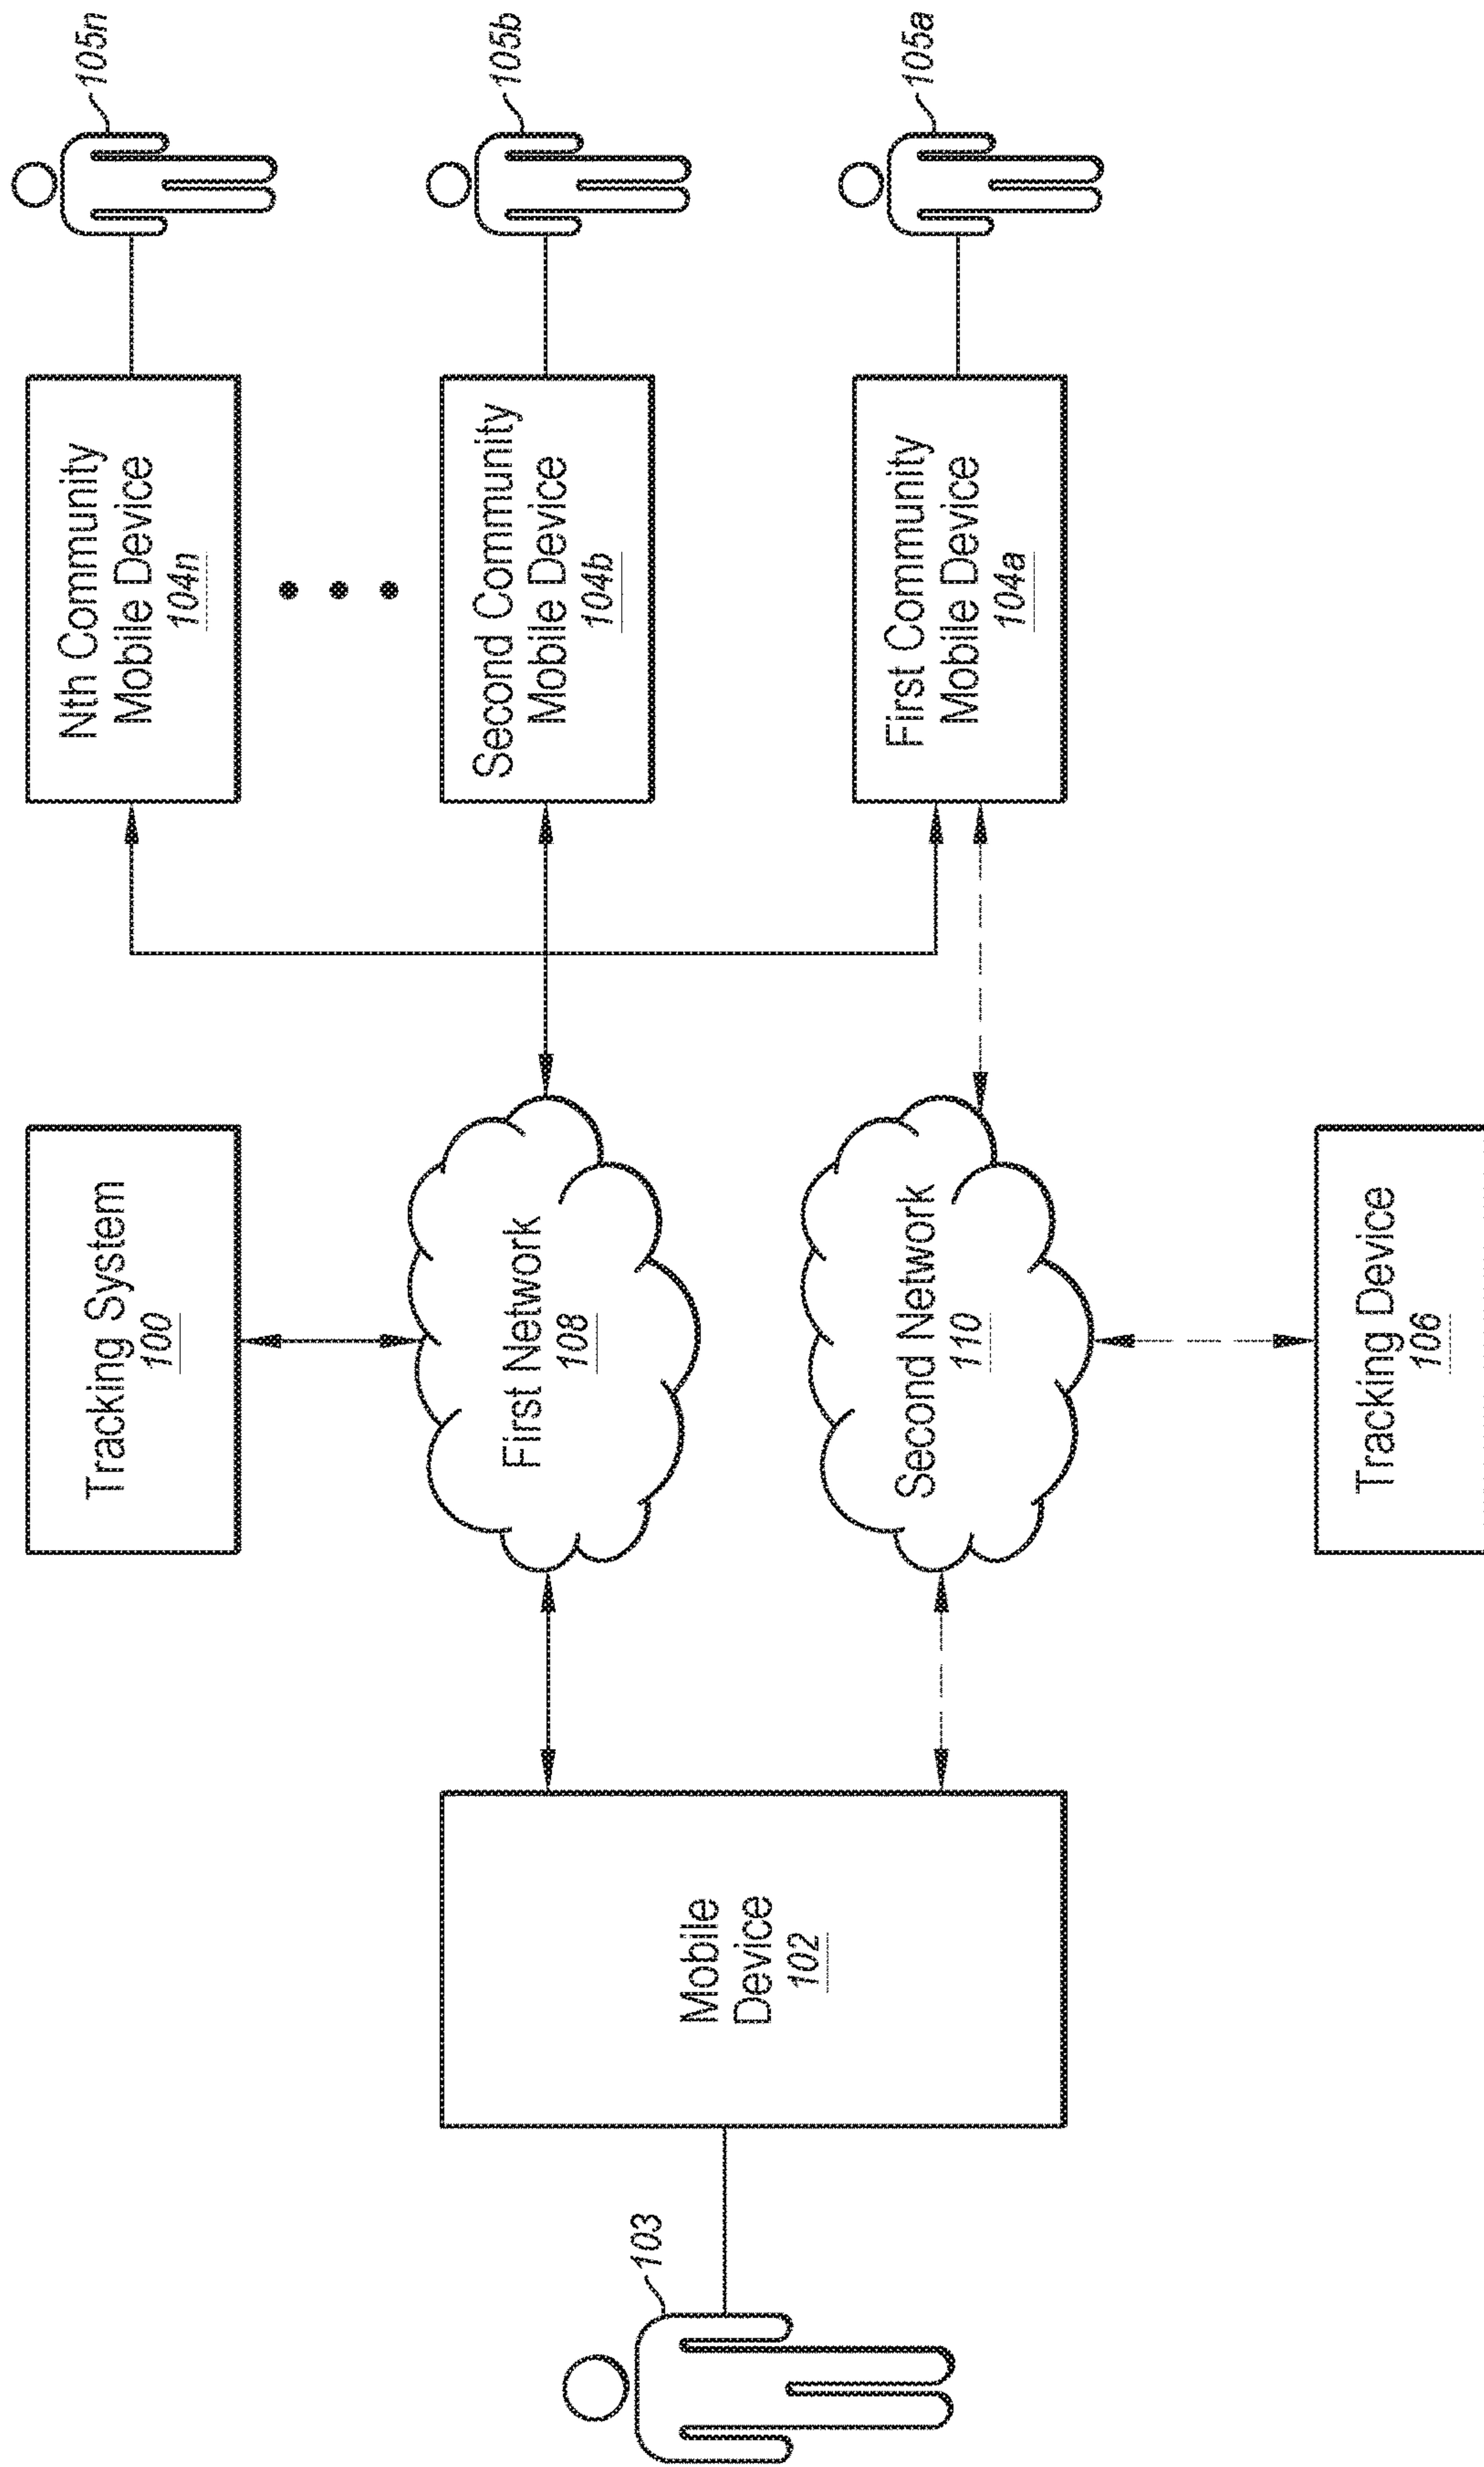 Tracking System
100
Nth Community
Mobile Device
104n
105n
First Network
108
Second Community
Mobile Device
104b
105b
103
Mobile
Device
102
Second Network
110
First Community
Mobile Device
104a
105a
Tracking Device
106